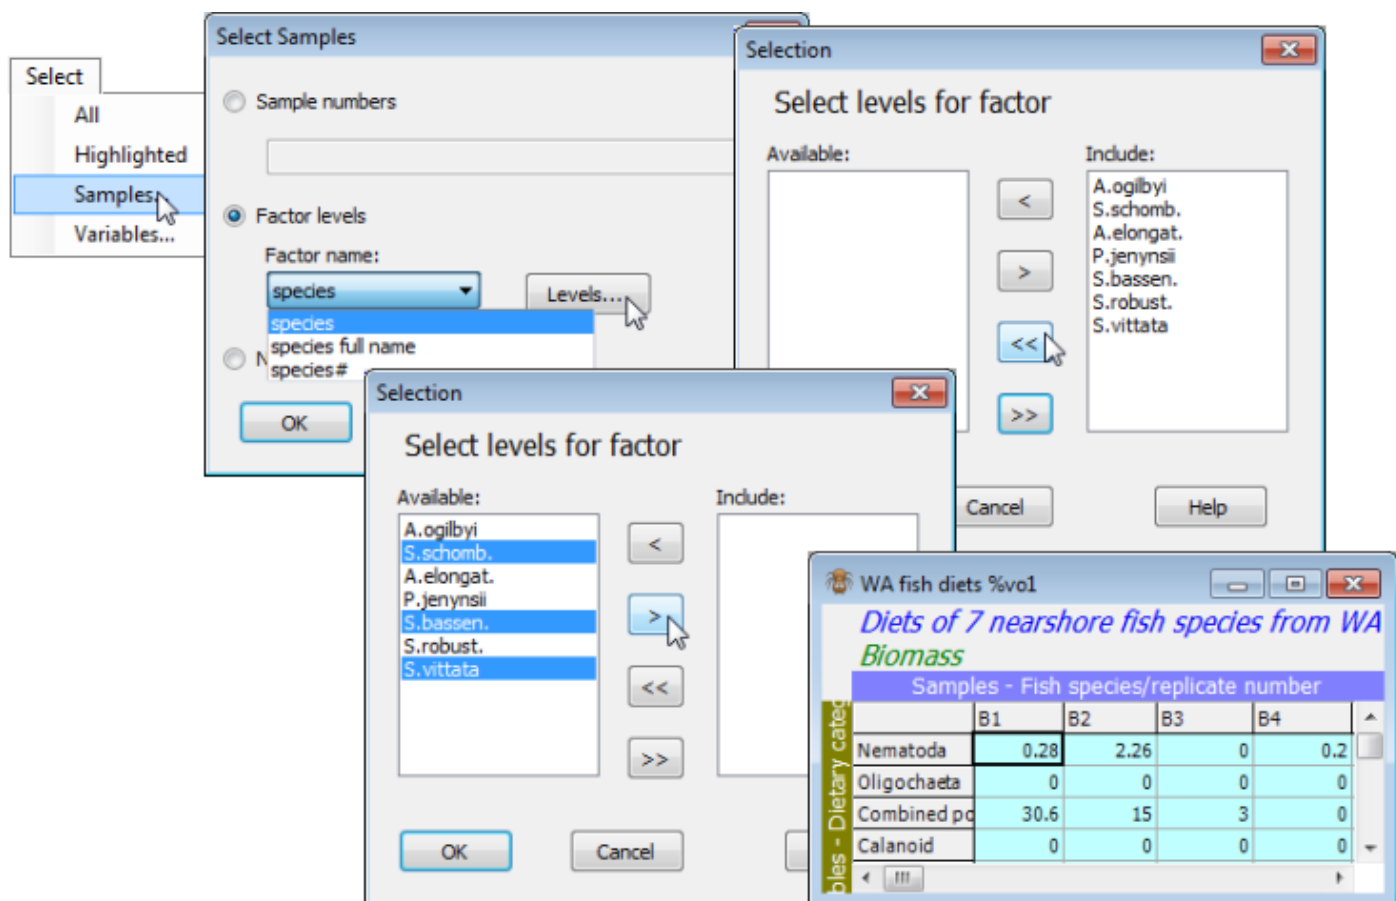 Select
All
Highlighted
Samples...
Variables...
Select Samples
Sample numbers
Factor levels
Factor name:
species
Levels...
species
species full name
species#
N
OK
Selection
Select levels for factor
Available:
Include:
<
>
<<
>>
A.ogilbyi
S.schomb.
A.elongat.
P.jenynsii
S.bassen.
S.robust.
S.vittata
Cancel
Help
Selection
Select levels for factor
Available:
Include:
A.ogilbyi
S.schomb.
A.elongat.
P.jenynsii
S.bassen.
S.robust.
S.vittata
<
>
<<
>>
OK
Cancel
WA fish diets %vo1
Diets of 7 nearshore fish species from WA
Biomass
Samples - Fish species/replicate number
bles - Dietary categ
B1 B2 B3 B4
Nematoda 0.28 2.26 0 0.2
Oligochaeta 0 0 0 0
Combined po 30.6 15 3 0
Calanoid 0 0 0 0